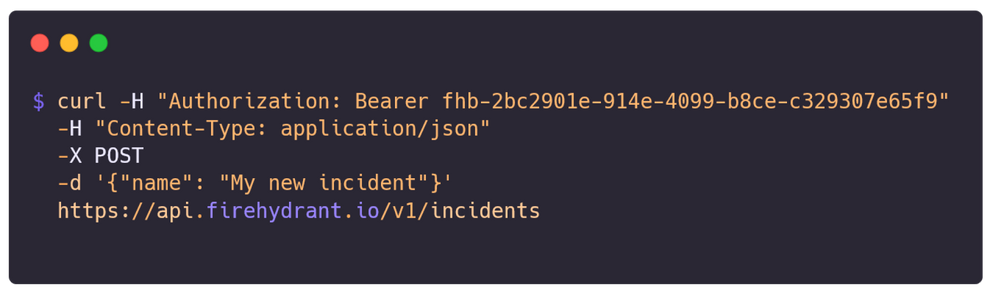 $ curl -H "Authorization: Bearer fhb-2bc2901e-914e-4099-b8ce-c329307e65f9"
-H "Content-Type: application/json"
-X POST
-d '{"name": "My new incident"}'
https://api.firehydrant.io/v1/incidents